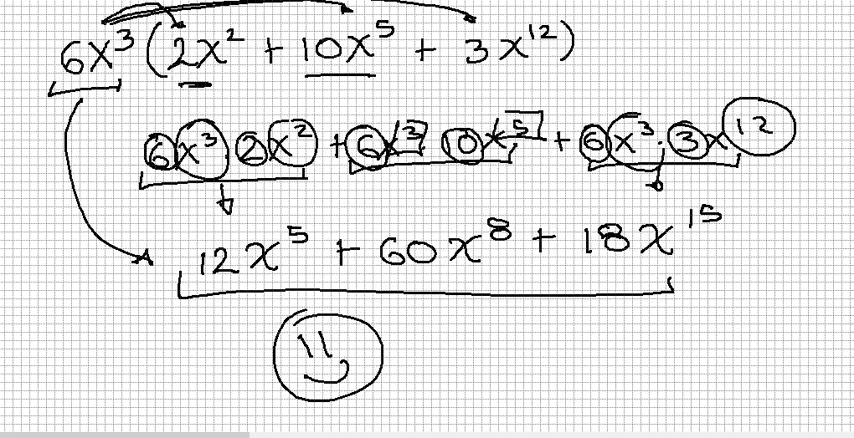 6x³(2x² + 10x⁵ + 3x¹²)
6x³ 2x² + 6x³ 10x⁵ + 6x³·3x¹²
12x⁵ + 60x⁸ + 18x¹⁵